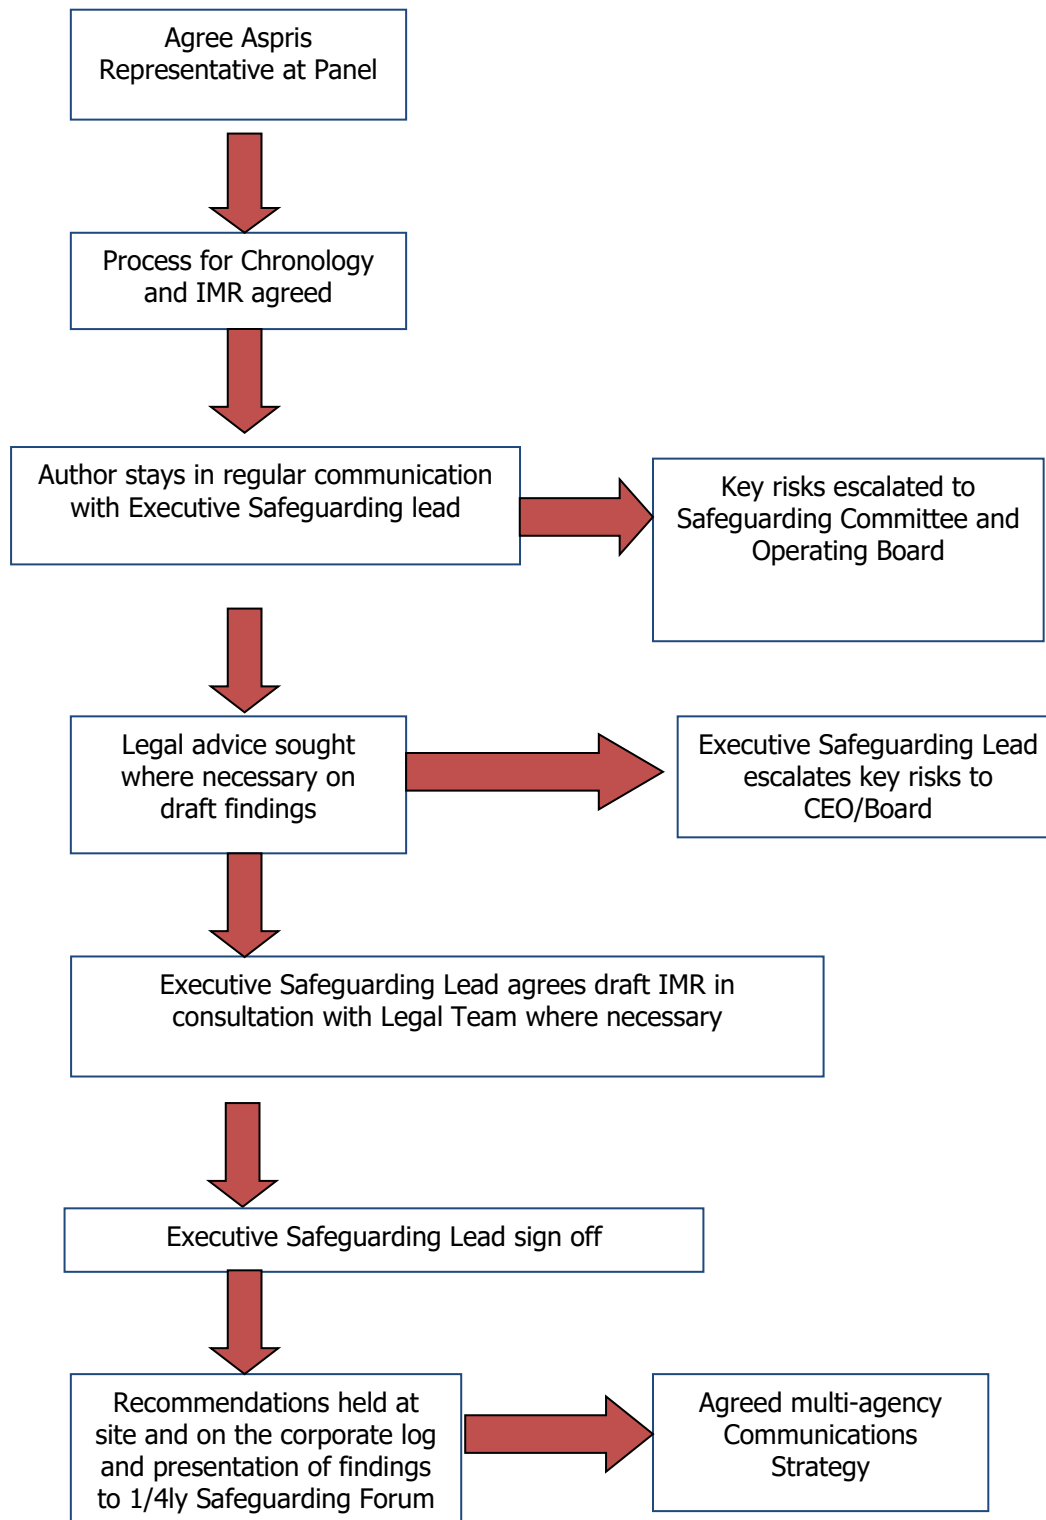 Agree Aspris
Representative at Panel
Process for Chronology
and IMR agreed
Author stays in regular communication
with Executive Safeguarding lead
Key risks escalated to
Safeguarding Committee and
Operating Board
Legal advice sought
where necessary on
draft findings
Executive Safeguarding Lead
escalates key risks to
CEO/Board
Executive Safeguarding Lead agrees draft IMR in
consultation with Legal Team where necessary
Executive Safeguarding Lead sign off
Recommendations held at
site and on the corporate log
and presentation of findings
to 1/4ly Safeguarding Forum
Agreed multi-agency
Communications
Strategy